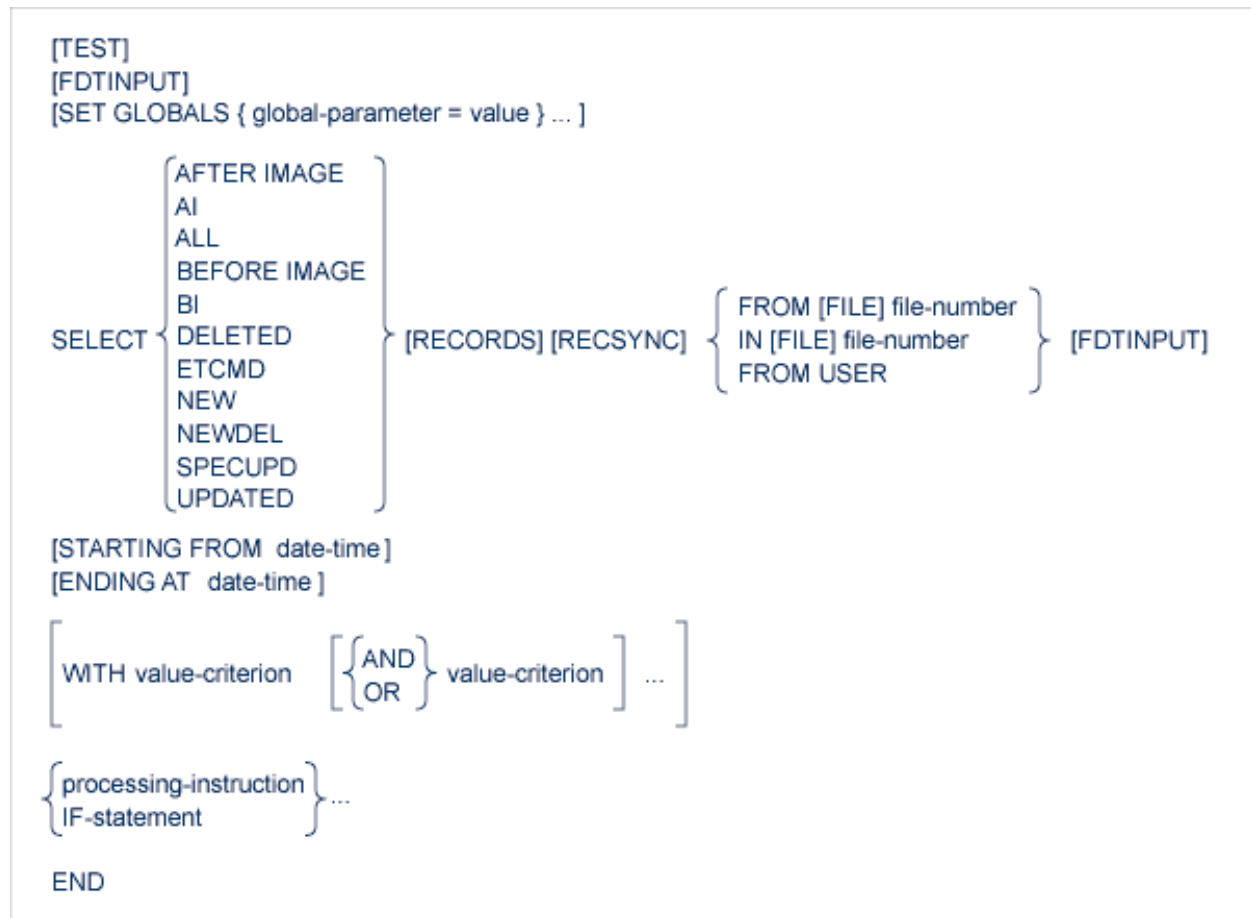 [TEST]
[FDTINPUT]
[SET GLOBALS { global-parameter = value } ... ]
AFTER IMAGE
AI
ALL
BEFORE IMAGE
BI
SELECT DELETED [RECORDS] [RECSYNC]
ETCMD
NEW
NEWDEL
SPECUPD
UPDATED
FROM [FILE] file-number
IN [FILE] file-number [FDTINPUT]
FROM USER
[STARTING FROM date-time ]
[ENDING AT date-time ]
AND
WITH value-criterion value-criterion ...
OR
processing-instruction
IF-statement ...
END